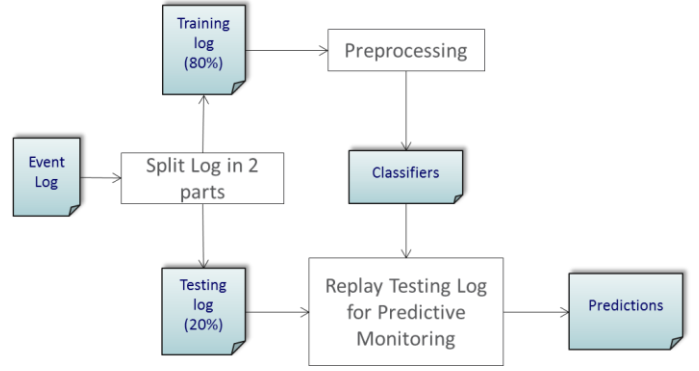 Training
log
(80%)
Preprocessing
Event
Log
Split Log in 2
parts
Classifiers
Testing
log
(20%)
Replay Testing Log
for Predictive
Monitoring
Predictions